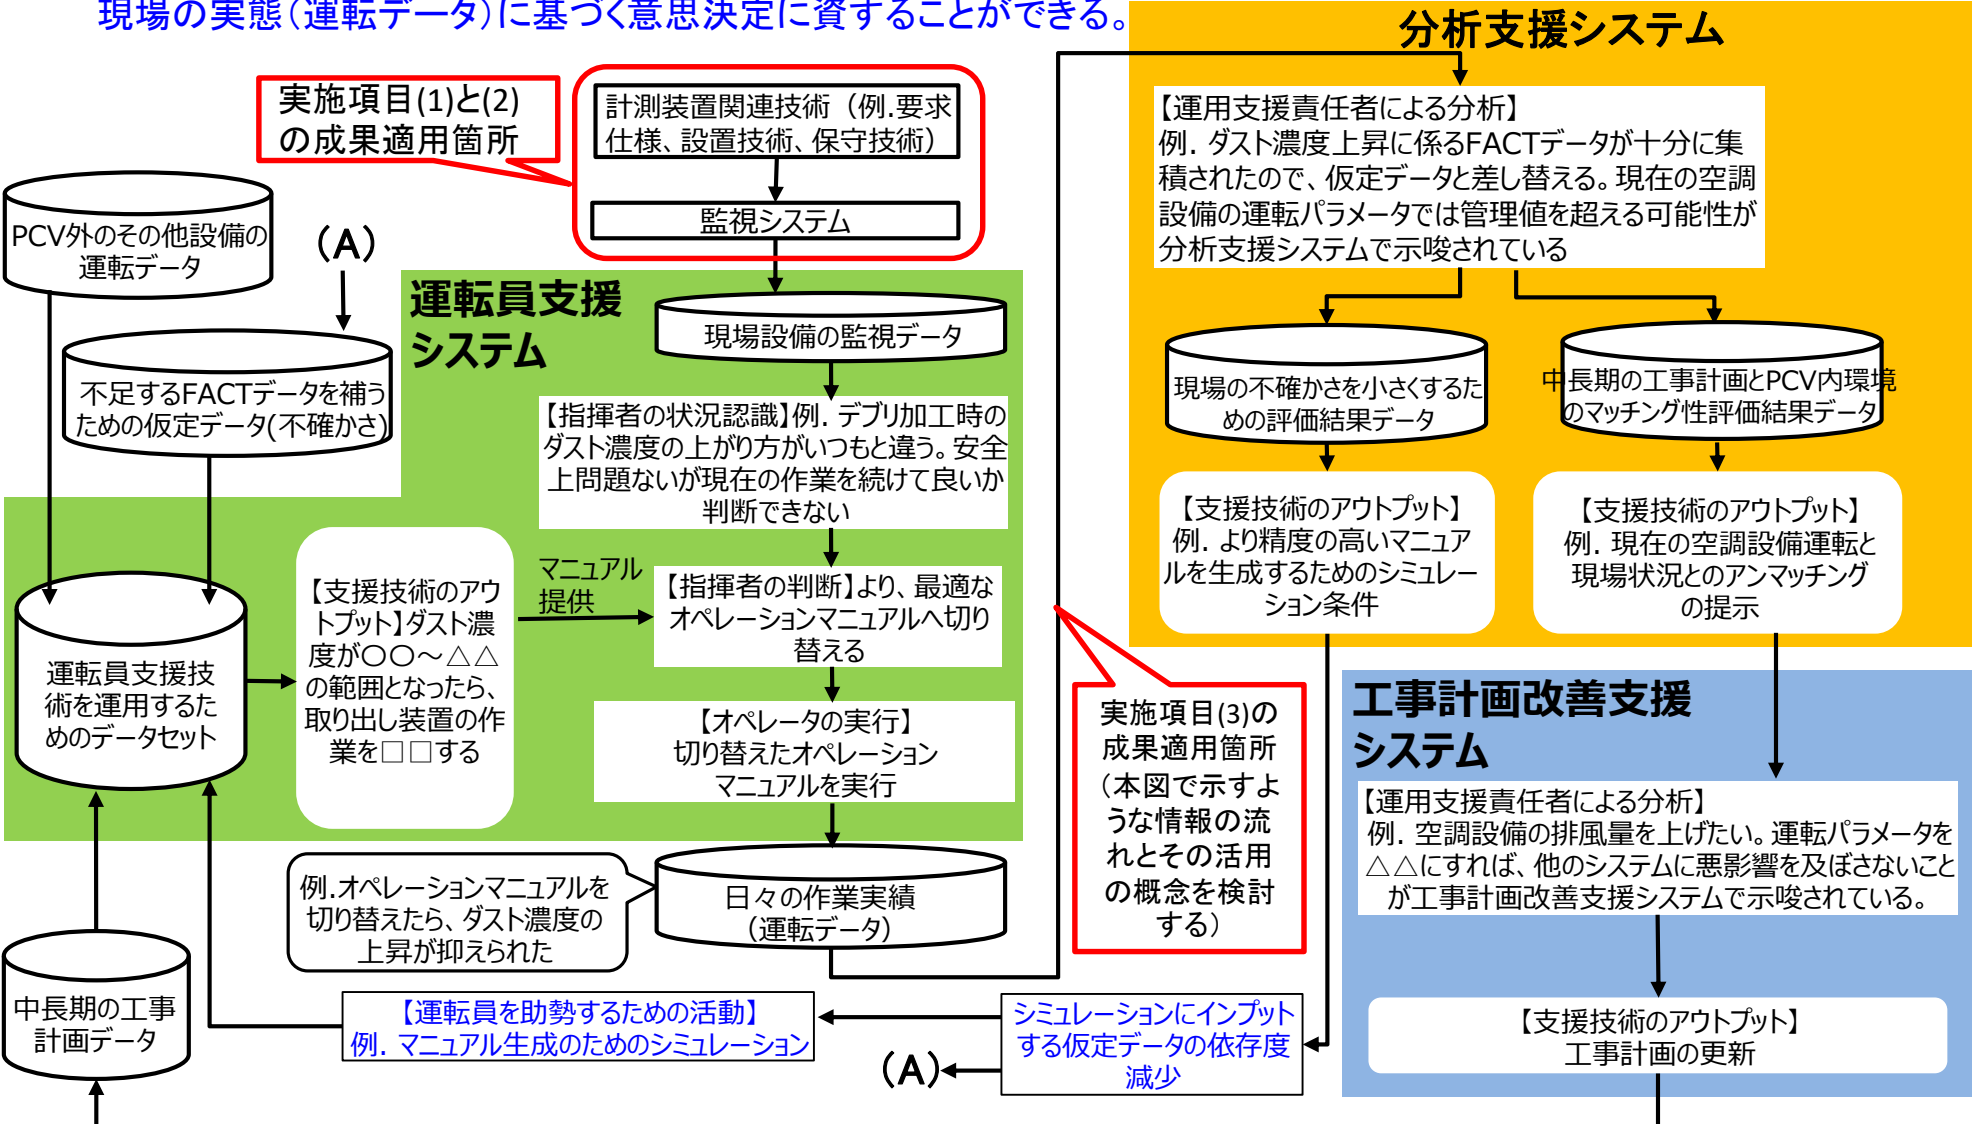 現場の実態（運転データ）に基づく意思決定に資することができる。
分析支援システム
実施項目(1)と(2)
の成果適用箇所
計測装置関連技術（例.要求
仕様、設置技術、保守技術）
監視システム
【運用支援責任者による分析】
例．ダスト濃度上昇に係るFACTデータが十分に集
積されたので、仮定データと差し替える。現在の空調
設備の運転パラメータでは管理値を超える可能性が
分析支援システムで示唆されている
PCV外のその他設備の
運転データ
（A）
運転員支援
システム
現場設備の監視データ
不足するFACTデータを補う
ための仮定データ(不確かさ)
現場の不確かさを小さくするた
めの評価結果データ
中長期の工事計画とPCV内環境
のマッチング性評価結果データ
【指揮者の状況認識】例．デブリ加工時の
ダスト濃度の上がり方がいつもと違う。安全
上問題ないが現在の作業を続けて良いか
判断できない
【支援技術のアウトプット】
例．より精度の高いマニュア
ルを生成するためのシミュレー
ション条件
【支援技術のアウトプット】
例．現在の空調設備運転と
現場状況とのアンマッチング
の提示
マニュアル
提供
【支援技術のアウ
トプット】ダスト濃
度が〇〇～△△
の範囲となったら、
取り出し装置の作
業を□□する
【指揮者の判断】より、最適な
オペレーションマニュアルへ切り
替える
運転員支援技
術を運用するた
めのデータセット
【オペレータの実行】
切り替えたオペレーション
マニュアルを実行
実施項目(3)の
成果適用箇所
（本図で示すよ
うな情報の流
れとその活用
の概念を検討
する）
工事計画改善支援
システム
【運用支援責任者による分析】
例．空調設備の排風量を上げたい。運転パラメータを
△△にすれば、他のシステムに悪影響を及ぼさないこと
が工事計画改善支援システムで示唆されている。
例.オペレーションマニュアルを
切り替えたら、ダスト濃度の
上昇が抑えられた
日々の作業実績
（運転データ）
中長期の工事
計画データ
【運転員を助勢するための活動】
例．マニュアル生成のためのシミュレーション
シミュレーションにインプット
する仮定データの依存度
減少
（A）
【支援技術のアウトプット】
工事計画の更新